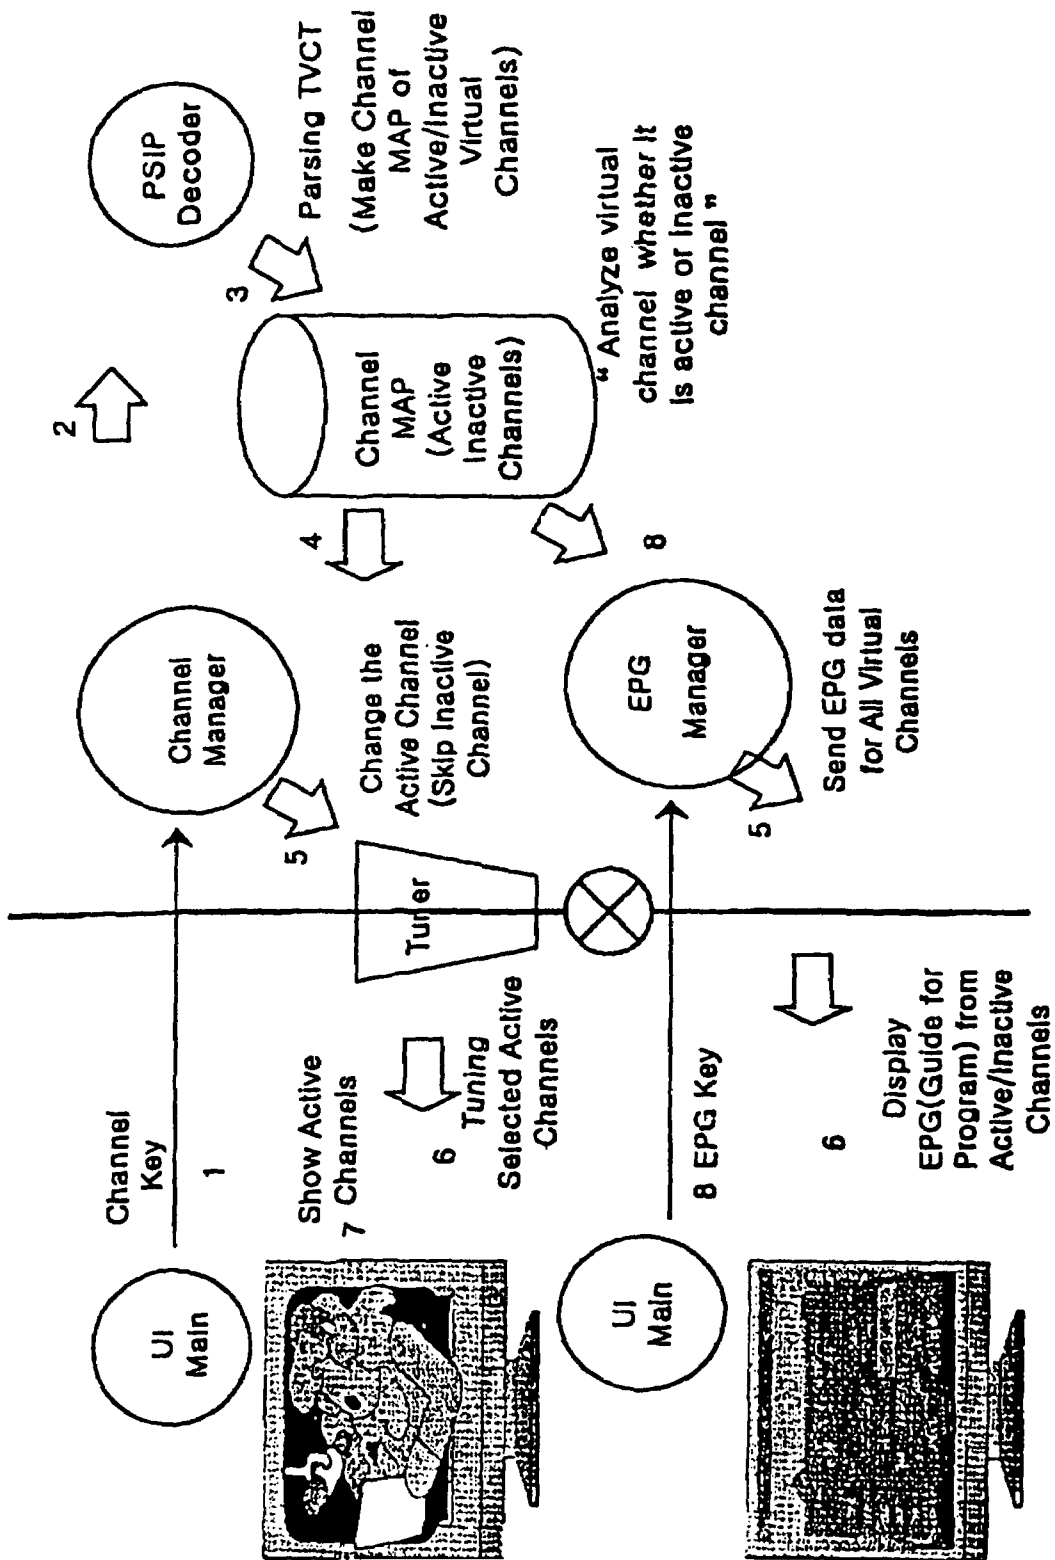 UI
Main
Channel
Key
1
Channel
Manager
2
PSIP
Decoder
3
Parsing TVCT
(Make Channel
MAP of
Active/Inactive
Virtual
Channels)
Channel
MAP
(Active
Inactive
Channels)
4
Change the
Active Channel
(Skip Inactive
Channel)
5
Tuner
Show Active
7 Channels
6
Tuning
Selected Active
Channels
"Analyze virtual
channel whether it
is active or inactive
channel"
UI
Main
8 EPG Key
EPG
Manager
8
5
Send EPG data
for All Virtual
Channels
6
Display
EPG(Guide for
Program) from
Active/Inactive
Channels